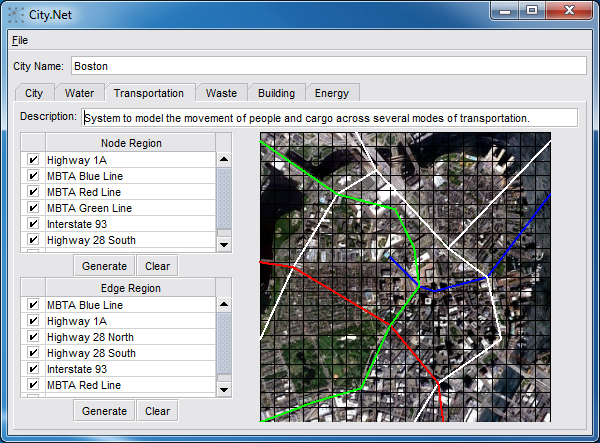 City.Net
File
City Name: Boston
City Water Transportation Waste Building Energy
Description: System to model the movement of people and cargo across several modes of transportation.
Node Region
Highway 1A
MBTA Blue Line
MBTA Red Line
MBTA Green Line
Interstate 93
Highway 28 South
Generate Clear
Edge Region
MBTA Blue Line
Highway 1A
Highway 28 North
Highway 28 South
Interstate 93
MBTA Red Line
Generate Clear